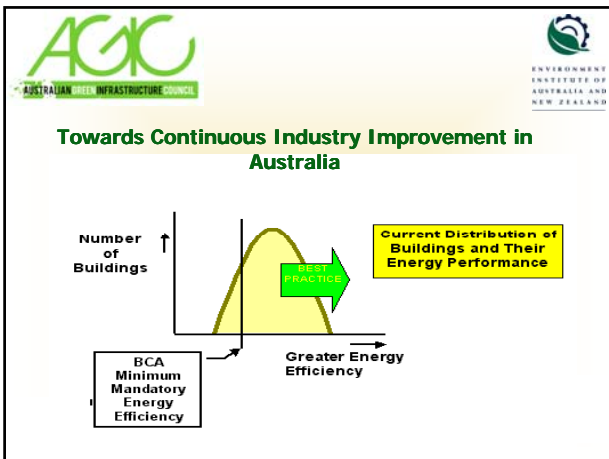 AGIC
AUSTRALIAN GREEN INFRASTRUCTURE COUNCIL
ENVIRONMENT
INSTITUTE OF
AUSTRALIA AND
NEW ZEALAND
Towards Continuous Industry Improvement in
Australia
Number
of
Buildings
BEST
PRACTICE
Current Distribution of
Buildings and Their
Energy Performance
Greater Energy
Efficiency
BCA
Minimum
Mandatory
Energy
Efficiency